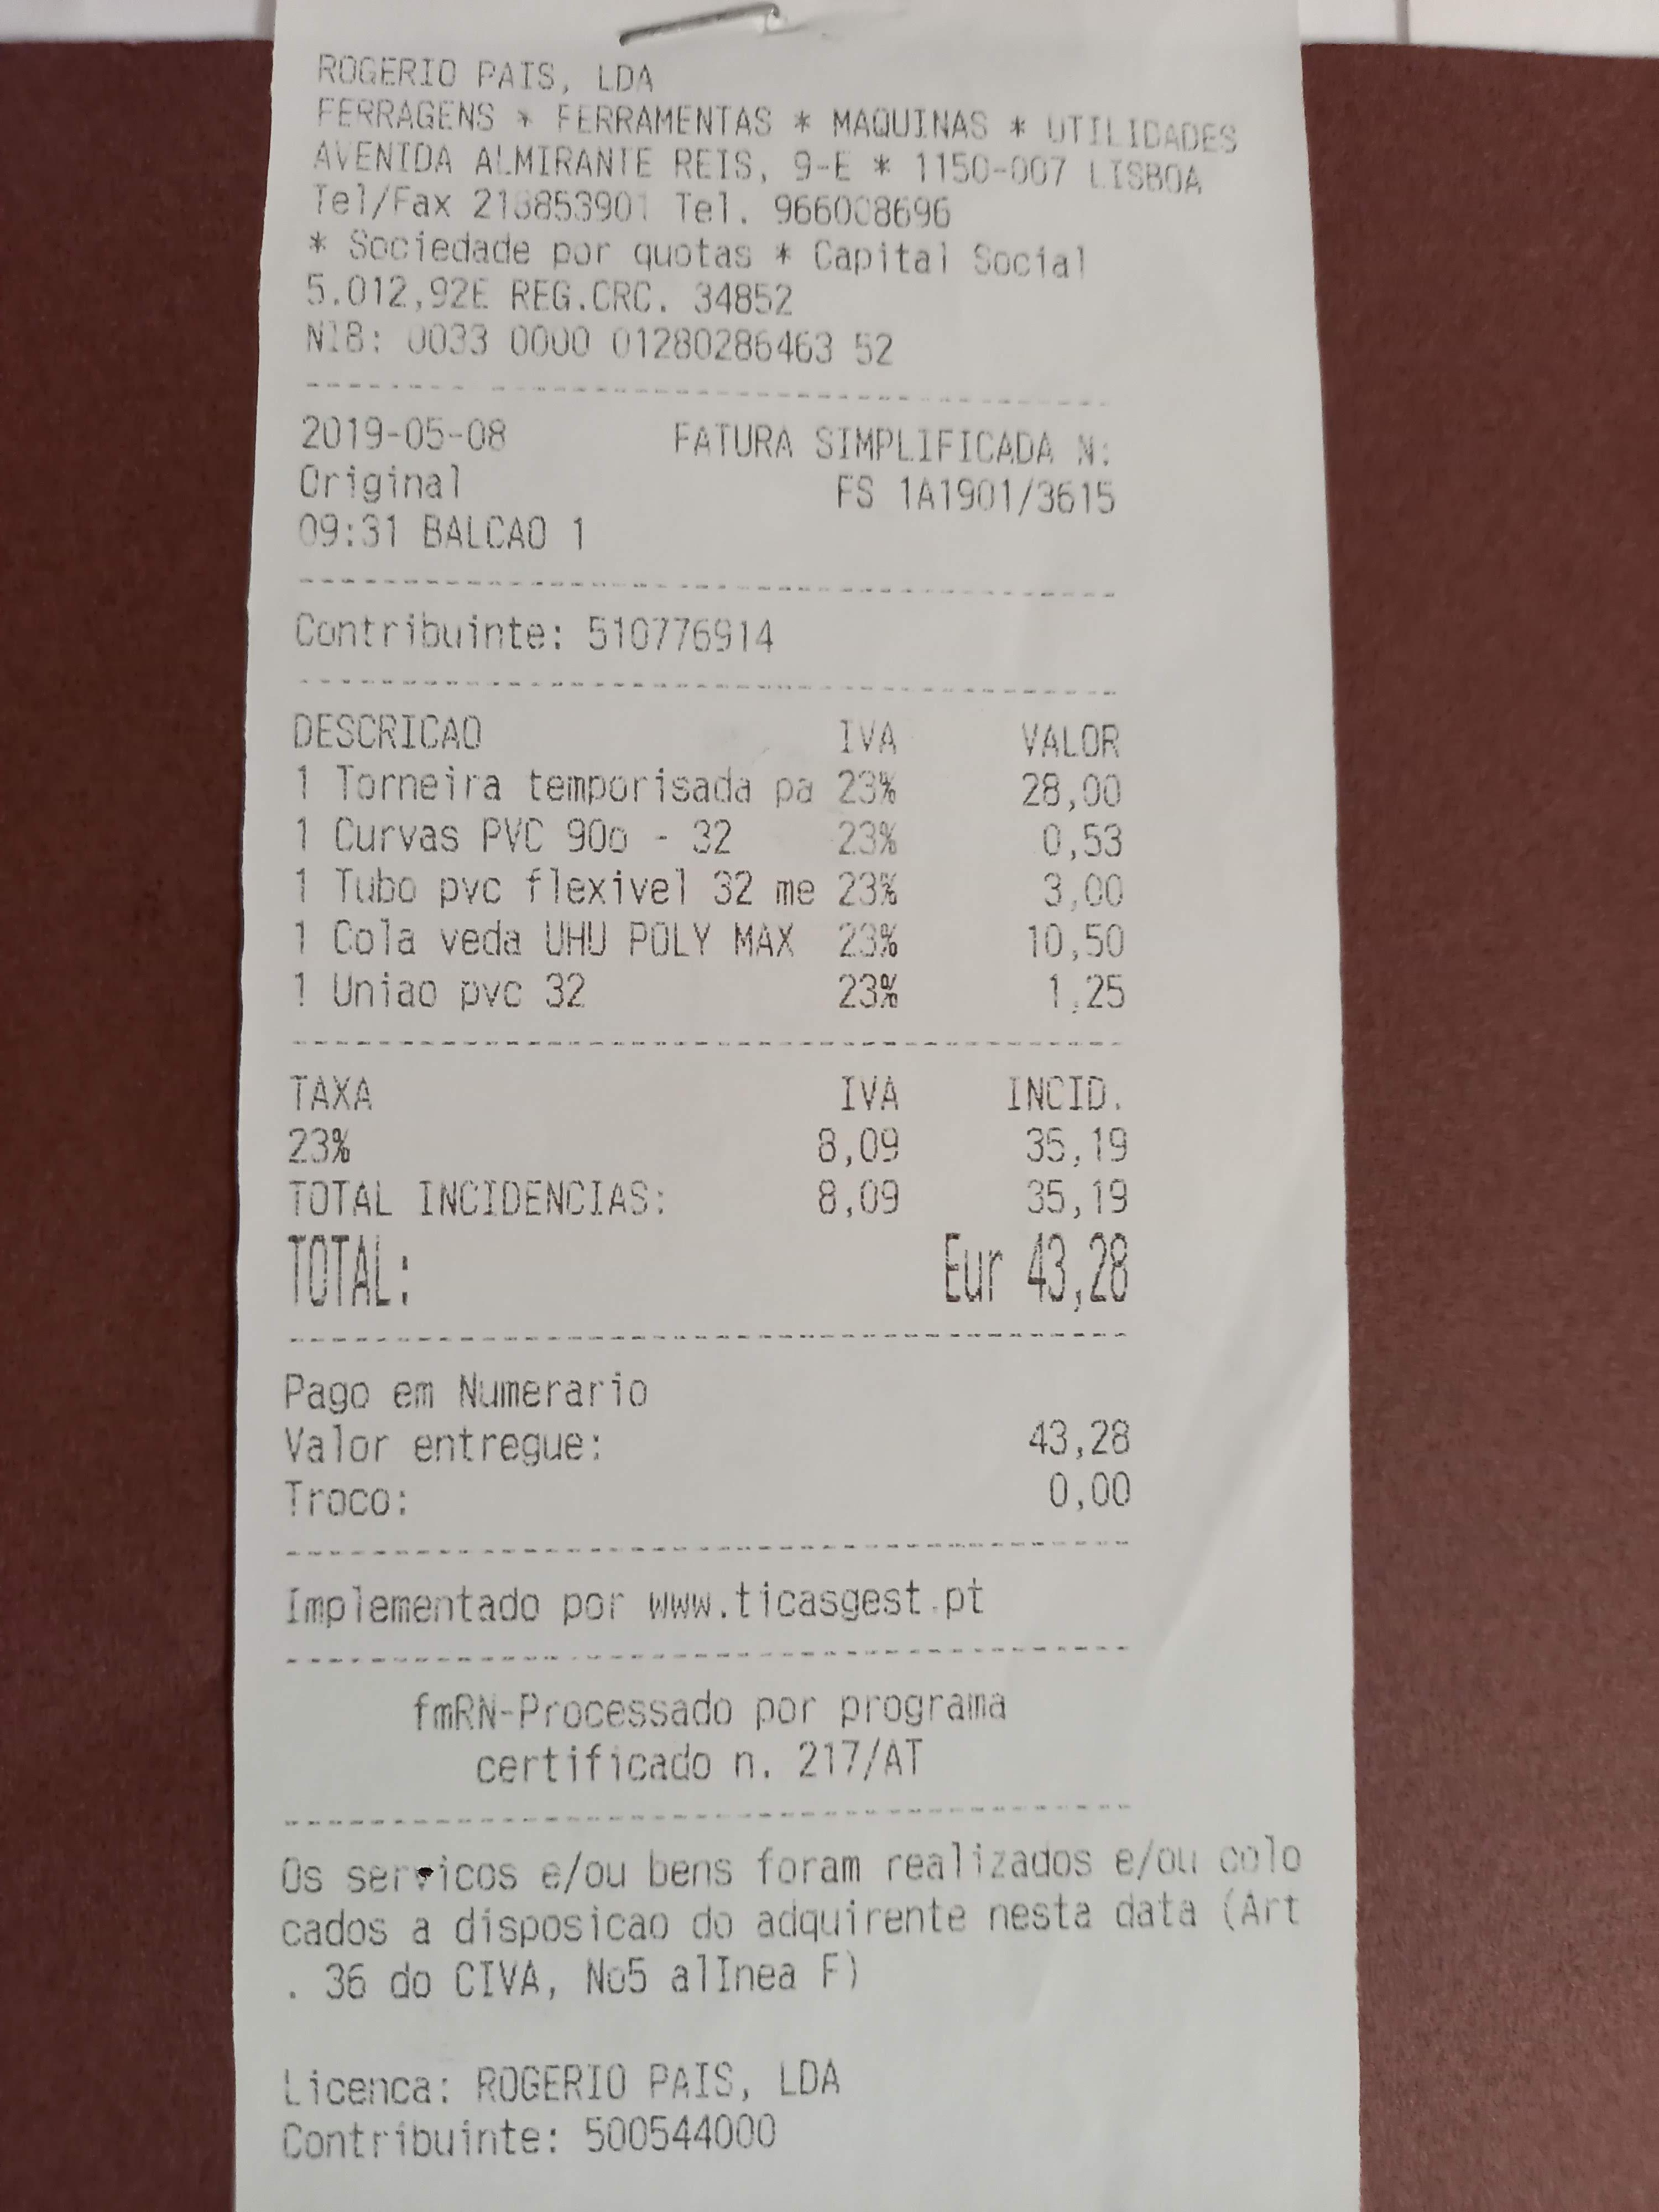 ROGERIO PAIS, LDA
FERRAGENS * FERRAMENTAS * MAQUINAS * UTILIDADES
AVENIDA ALMIRANTE REIS, 9-E * 1150-007 LISBOA
Tel/Fax Tel. 966008696
* Sociedade por quotas * Capital Social
5.012,92E REG.CRC. 34852
NIB: 0033 0000 01280286463 52
2019-05-08 FATURA SIMPLIFICADA N:
Original FS 1A1901/3615
09:31 BALCAO 1
Contribuinte: 510776914
DESCRICAO IVA VALOR
1 Torneira temporisada pa 23% 28,00
1 Curvas PVC 90o - 32 23% 0,53
1 Tubo pvc flexivel 32 me 23% 3,00
1 Cola veda UHU POLY MAX 23% 10,50
1 Uniao pvc 32 23% 1,25
TAXA IVA INCID.
23% 8,09 35,19
TOTAL INCIDENCIAS: 8,09 35,19
TOTAL: Eur 43,28
Pago em Numerario
Valor entregue: 43,28
Troco: 0,00
Implementado por www.ticasgest.pt
fmRN-Processado por programa
certificado n. 217/AT
Os servicos e/ou bens foram realizados e/ou colo
cados a disposicao do adquirente nesta data (Art
. 36 do CIVA, No5 alInea F)
Licenca: ROGERIO PAIS, LDA
Contribuinte: 500544000